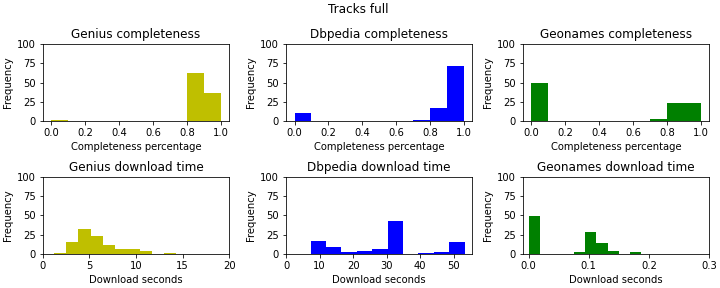 Tracks full
Genius completeness
100
75
50
25
0
Frequency
0.0 0.2 0.4 0.6 0.8 1.0
Completeness percentage
Dbpedia completeness
100
75
50
25
0
Frequency
0.0 0.2 0.4 0.6 0.8 1.0
Completeness percentage
Geonames completeness
100
75
50
25
0
Frequency
0.0 0.2 0.4 0.6 0.8 1.0
Completeness percentage
Genius download time
100
75
50
25
0
Frequency
0 5 10 15 20
Download seconds
Dbpedia download time
100
75
50
25
0
Frequency
0 10 20 30 40 50
Download seconds
Geonames download time
100
75
50
25
0
Frequency
0.0 0.1 0.2 0.3
Download seconds